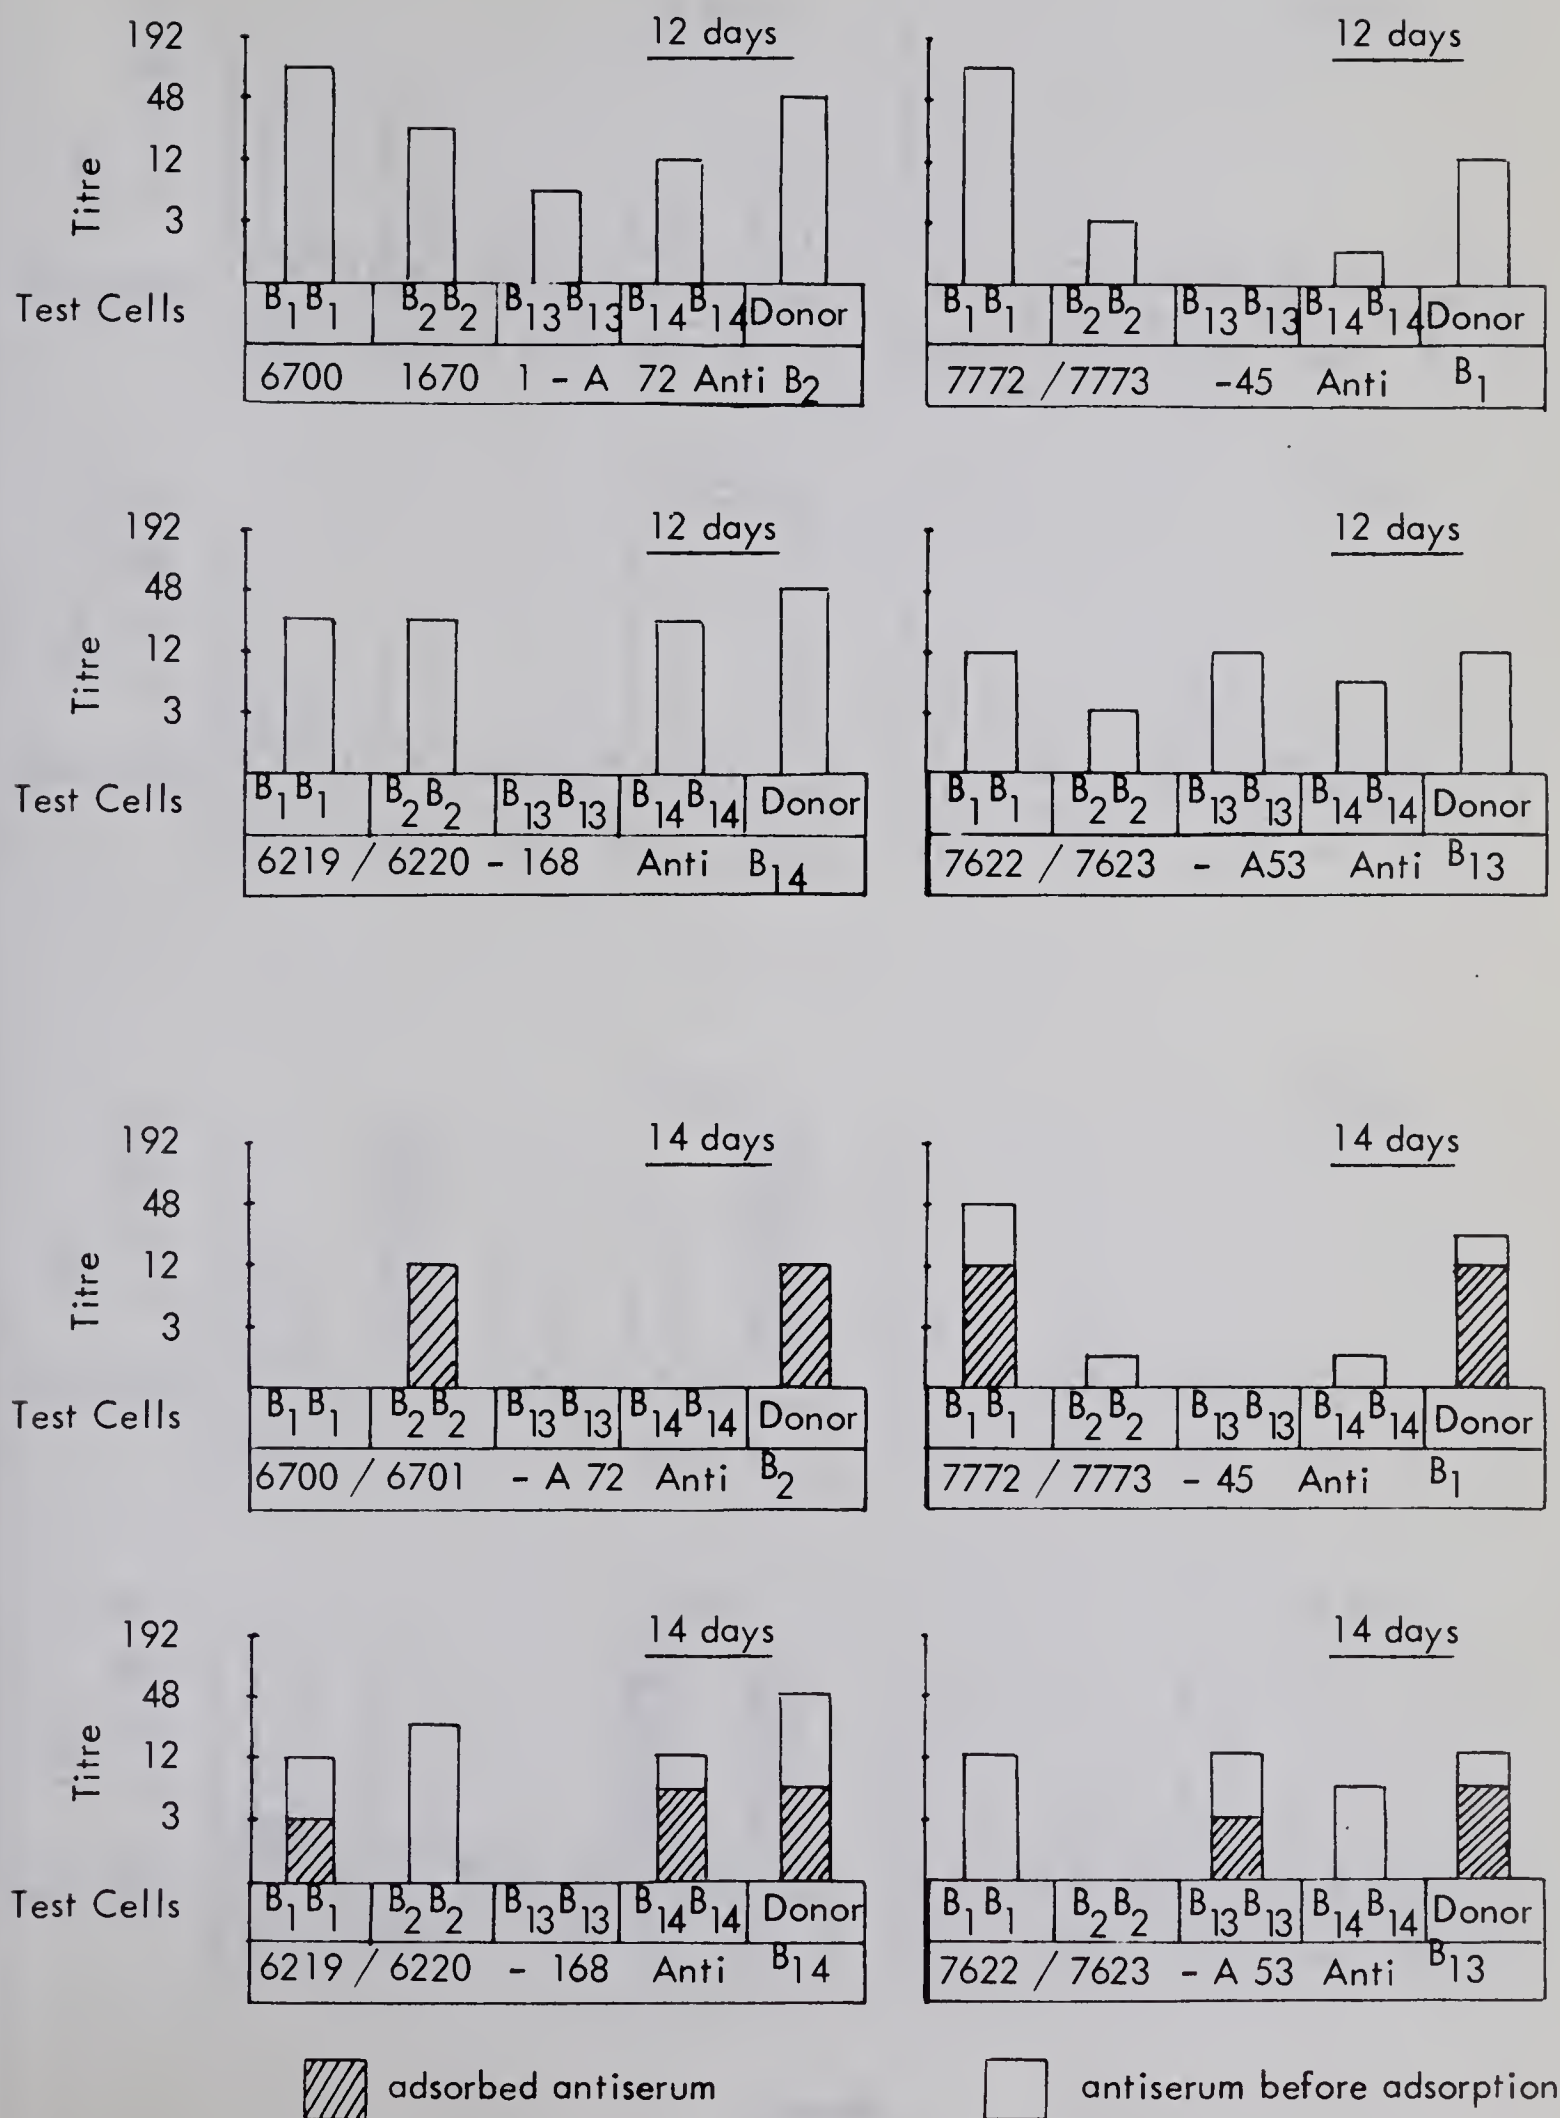 12 days
192
48
12
3
Titre
Test Cells B1B1 B2B2 B13B13 B14B14 Donor
6700 1670 1 - A 72 Anti B2
12 days
B1B1 B2B2 B13B13 B14B14 Donor
7772 / 7773 -45 Anti B1
12 days
192
48
12
3
Titre
Test Cells B1B1 B2B2 B13B13 B14B14 Donor
6219 / 6220 - 168 Anti B14
12 days
B1B1 B2B2 B13B13 B14B14 Donor
7622 / 7623 - A53 Anti B13
14 days
192
48
12
3
Titre
Test Cells B1B1 B2B2 B13B13 B14B14 Donor
6700 / 6701 - A 72 Anti B2
14 days
B1B1 B2B2 B13B13 B14B14 Donor
7772 / 7773 - 45 Anti B1
14 days
192
48
12
3
Titre
Test Cells B1B1 B2B2 B13B13 B14B14 Donor
6219 / 6220 - 168 Anti B14
14 days
B1B1 B2B2 B13B13 B14B14 Donor
7622 / 7623 - A 53 Anti B13
adsorbed antiserum
antiserum before adsorption